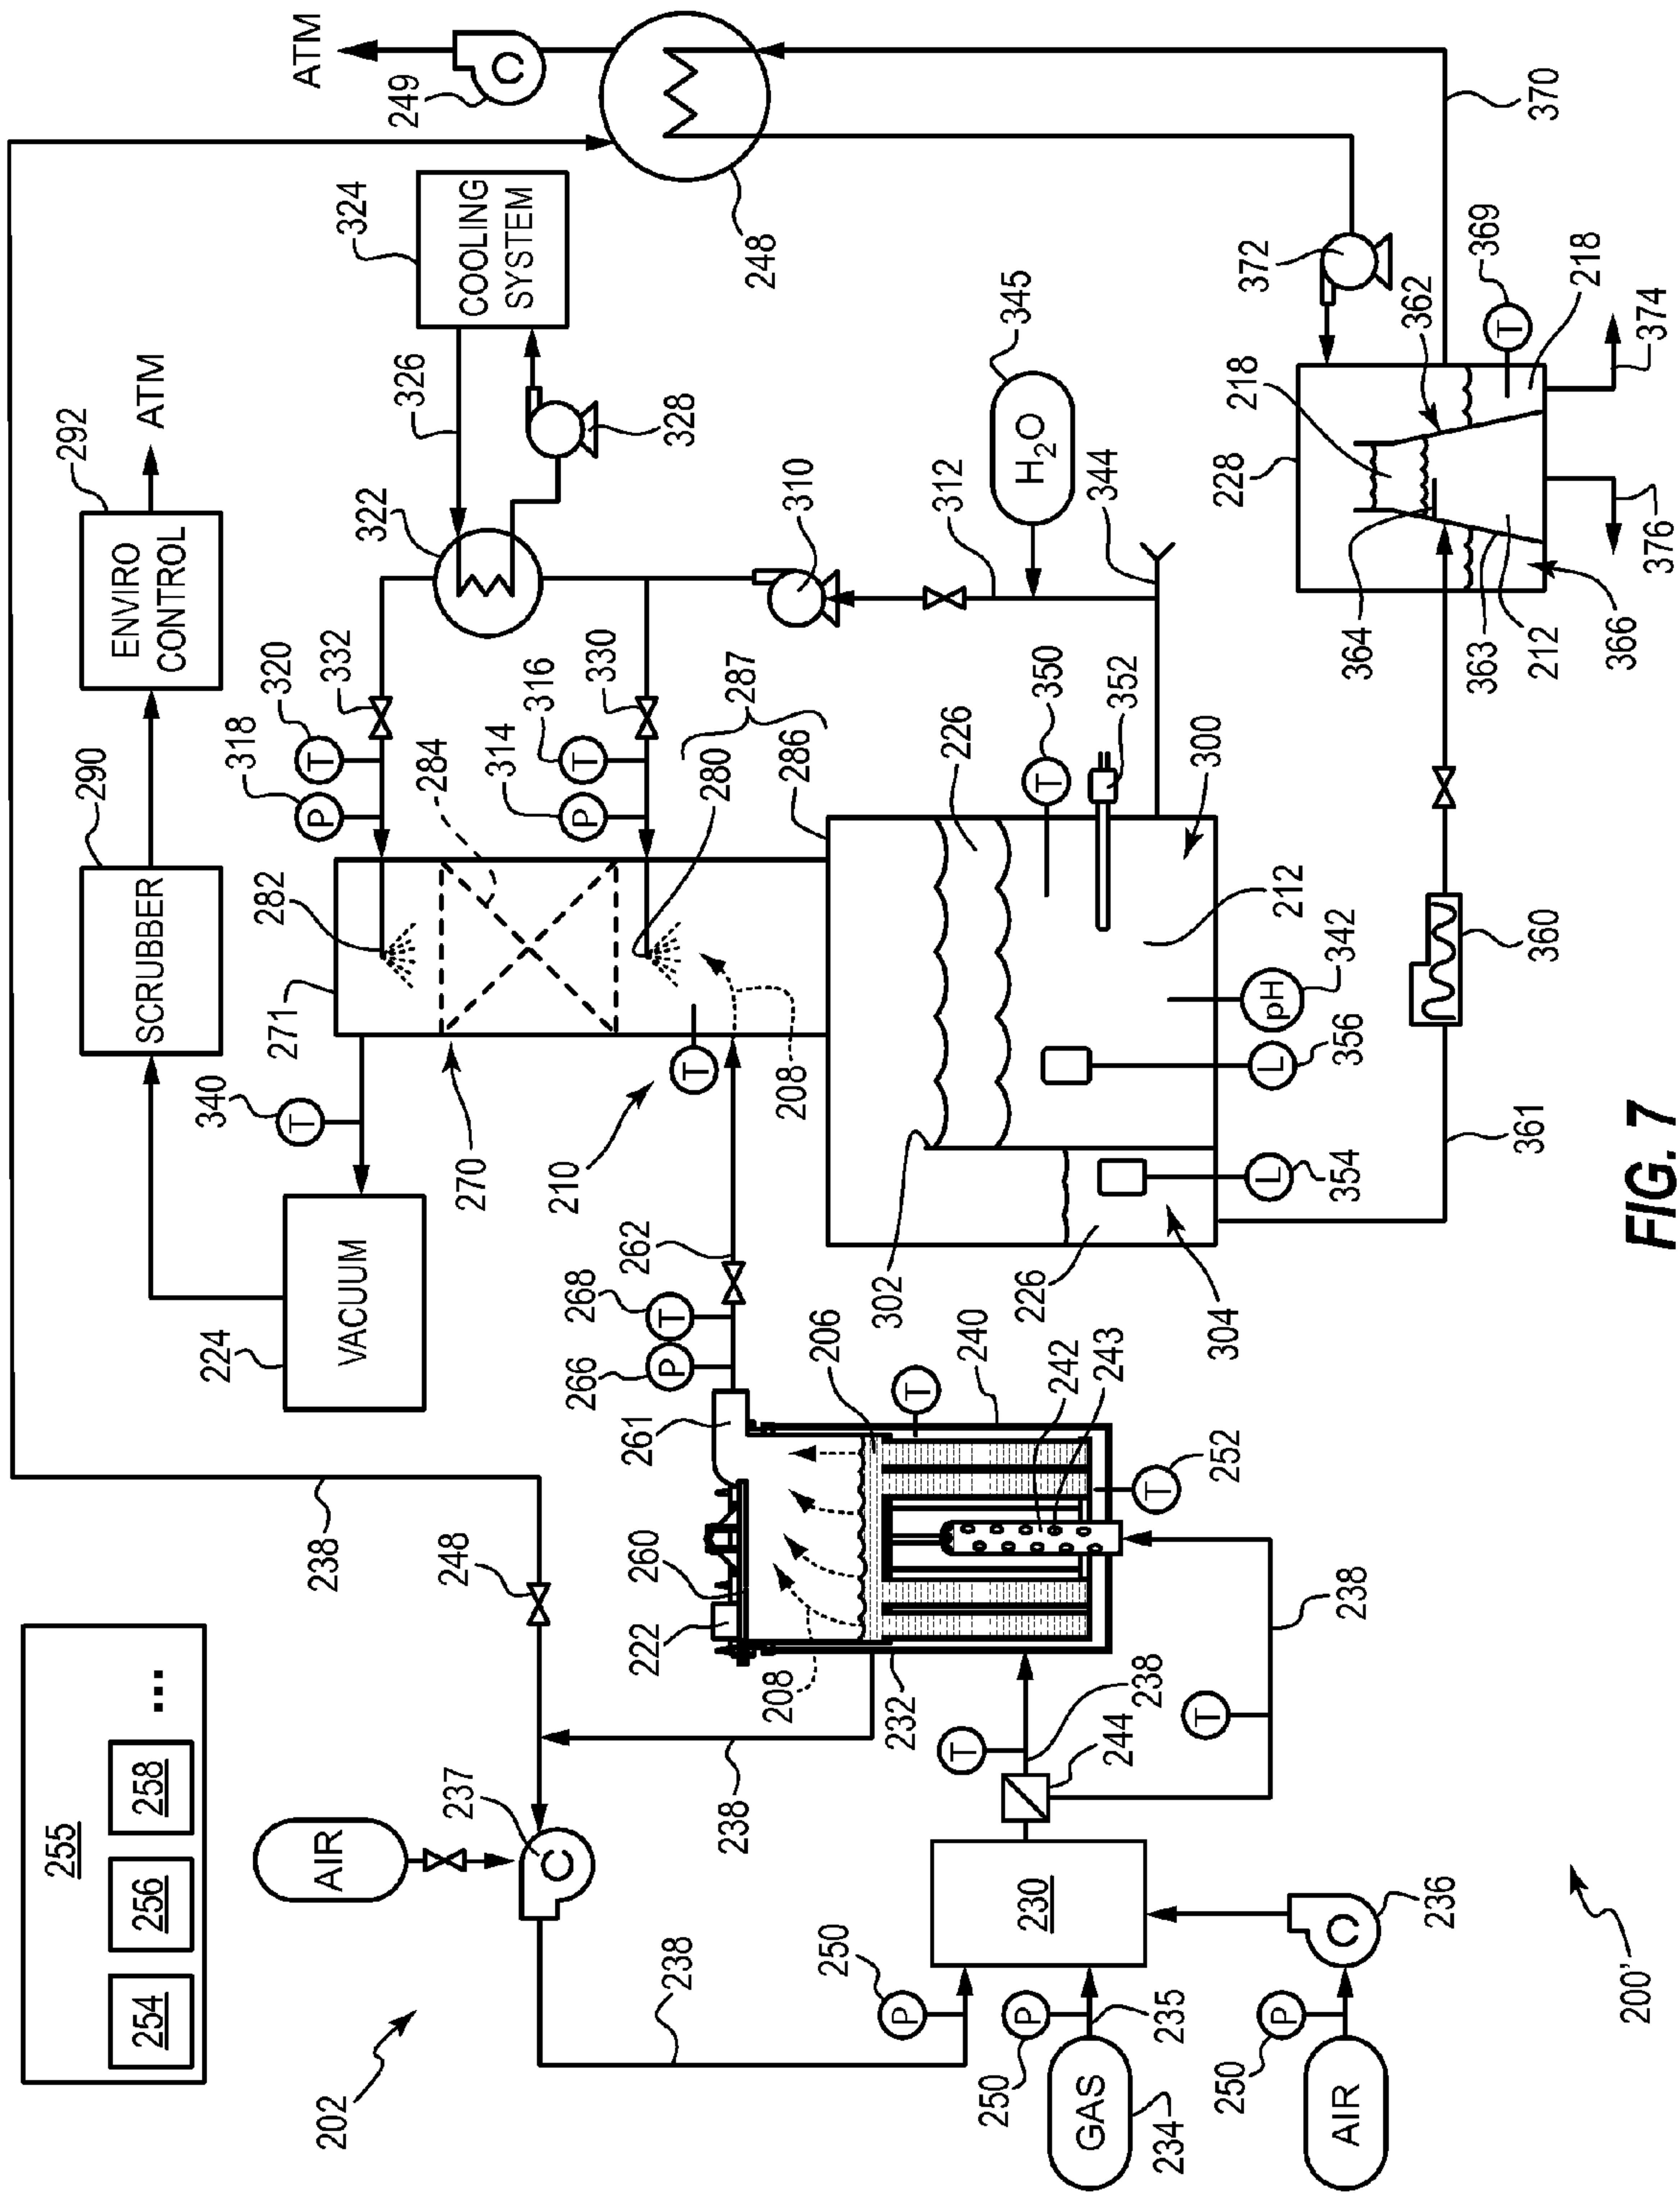 255
254
256
258
...
202
AIR
237
238
238
248
238
224
VACUUM
340
T
290
SCRUBBER
292
ENVIRO
CONTROL
ATM
271
282
318
P
320
T
332
322
284
270
210
T
208
280
314
P
316
T
330
287
286
326
324
COOLING
SYSTEM
328
310
312
345
H2O
344
249
C
ATM
248
C
250
P
250
P
235
GAS
234
250
P
AIR
236
C
230
T
238
244
T
238
232
208
222
260
261
266
P
268
T
262
206
T
240
242
243
252
T
302
226
304
226
354
L
356
L
342
pH
212
300
350
T
352
361
360
372
228
218
362
369
T
218
374
376
364
363
212
366
370
200'
FIG. 7